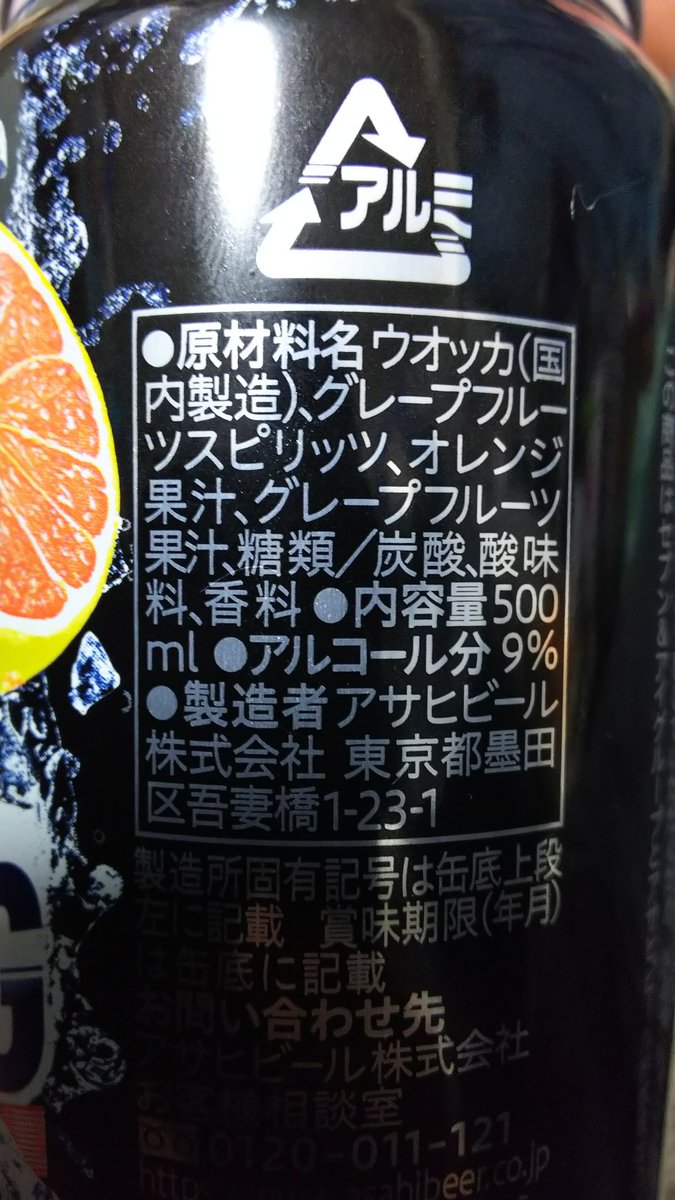 アルミ
●原材料名 ウオッカ(国
内製造)、グレープフルー
ツスピリッツ、オレンジ
果汁、グレープフルーツ
果汁、糖類/炭酸、酸味
料、香料 ●内容量500
ml ●アルコール分 9%
●製造者 アサヒビール
株式会社 東京都墨田
区吾妻橋1-23-1
製造所固有記号は缶底上段
左に記載 賞味期限(年月)
は缶底に記載
お問い合わせ先
アサヒビール株式会社
お客様相談室
0120-011-121